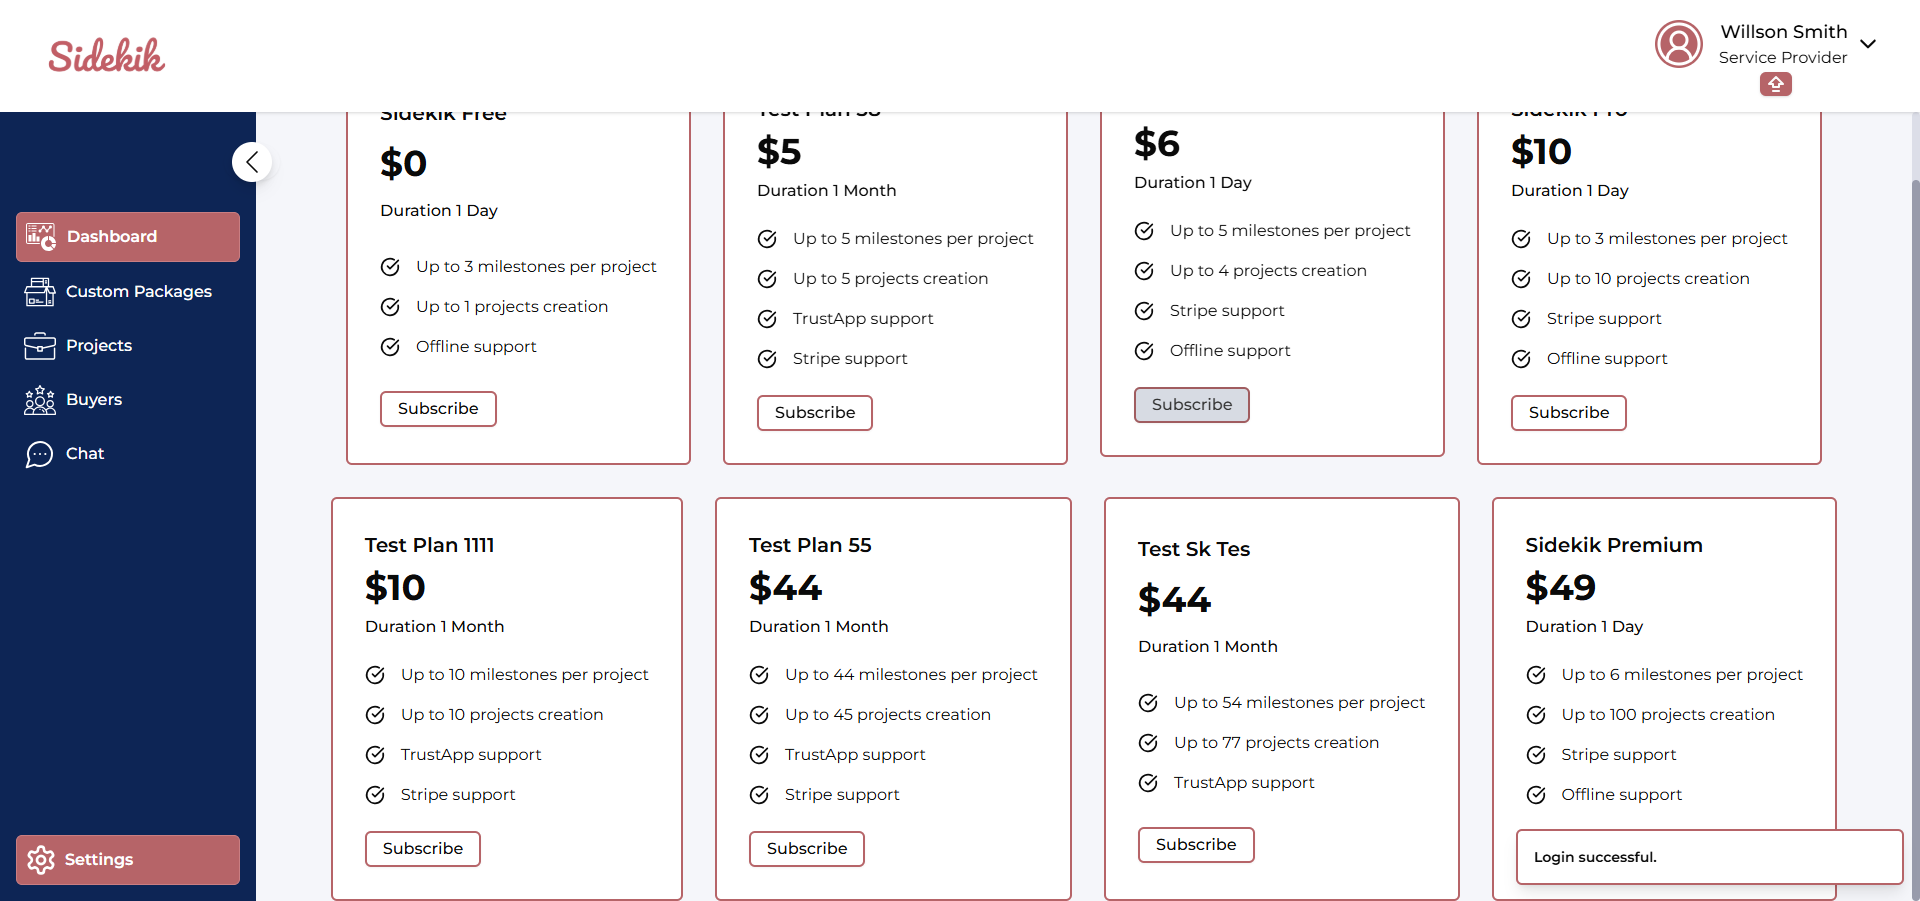 Sidekik
Willson Smith
Service Provider
Dashboard
Custom Packages
Projects
Buyers
Chat
Settings
Sidekik Free
$0
Duration 1 Day
Up to 3 milestones per project
Up to 1 projects creation
Offline support
Subscribe
$5
Duration 1 Month
Up to 5 milestones per project
Up to 5 projects creation
TrustApp support
Stripe support
Subscribe
$6
Duration 1 Day
Up to 5 milestones per project
Up to 4 projects creation
Stripe support
Offline support
Subscribe
Sidekik Pro
$10
Duration 1 Day
Up to 3 milestones per project
Up to 10 projects creation
Stripe support
Offline support
Subscribe
Test Plan 1111
$10
Duration 1 Month
Up to 10 milestones per project
Up to 10 projects creation
TrustApp support
Stripe support
Subscribe
Test Plan 55
$44
Duration 1 Month
Up to 44 milestones per project
Up to 45 projects creation
TrustApp support
Stripe support
Subscribe
Test Sk Tes
$44
Duration 1 Month
Up to 54 milestones per project
Up to 77 projects creation
TrustApp support
Subscribe
Sidekik Premium
$49
Duration 1 Day
Up to 6 milestones per project
Up to 100 projects creation
Stripe support
Offline support
Login successful.